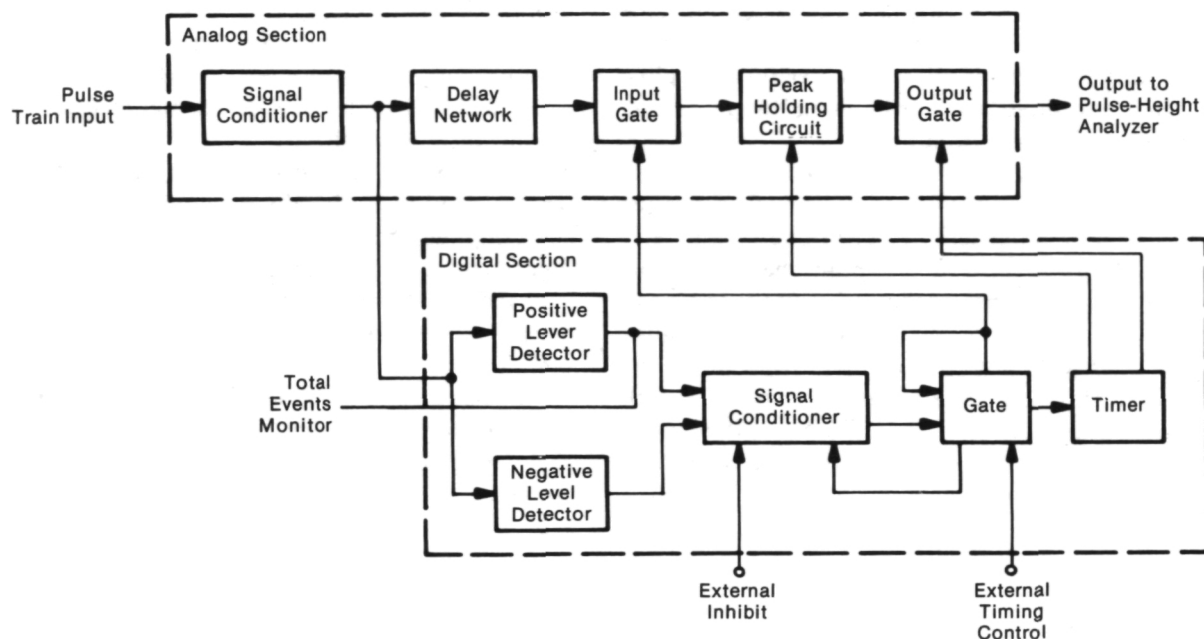 Analog Section
Pulse
Train Input
Signal
Conditioner
Delay
Network
Input
Gate
Peak
Holding
Circuit
Output
Gate
Output to
Pulse-Height
Analyzer
Digital Section
Positive
Lever
Detector
Total
Events
Monitor
Signal
Conditioner
Gate
Timer
Negative
Level
Detector
External
Inhibit
External
Timing
Control